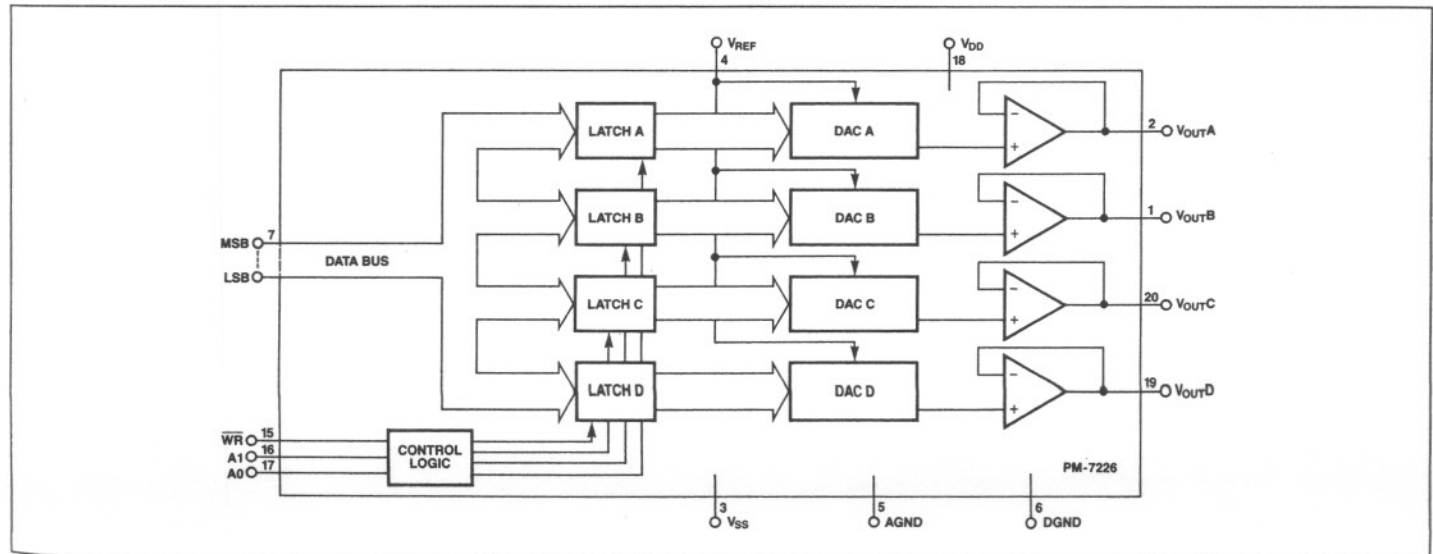 VREF
4
VDD
18
LATCH A
DAC A
−
+
2
VOUTA
LATCH B
DAC B
−
+
1
VOUTB
MSB
7
DATA BUS
LSB
LATCH C
DAC C
−
+
20
VOUTC
LATCH D
DAC D
−
+
19
VOUTD
WR
15
A1
16
A0
17
CONTROL
LOGIC
PM-7226
3
VSS
5
AGND
6
DGND